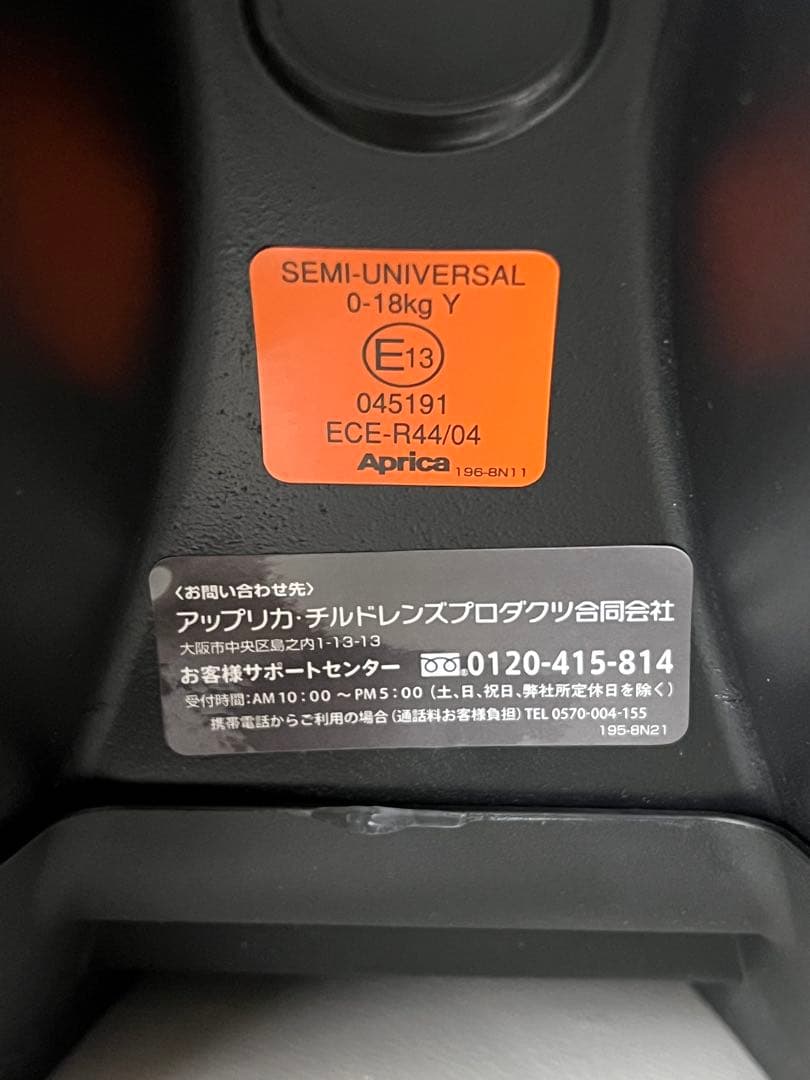 SEMI-UNIVERSAL
0-18kg Y
E13
045191
ECE-R44/04
Aprica 196-8N11
〈お問い合わせ先〉
アップリカ・チルドレンズプロダクツ合同会社
大阪市中央区島之内1-13-13
お客様サポートセンター 0120-415-814
受付時間：AM 10：00 ～ PM 5：00（土、日、祝日、弊社所定休日を除く）
携帯電話からご利用の場合（通話料お客様負担）TEL 0570-004-155
195-8N21